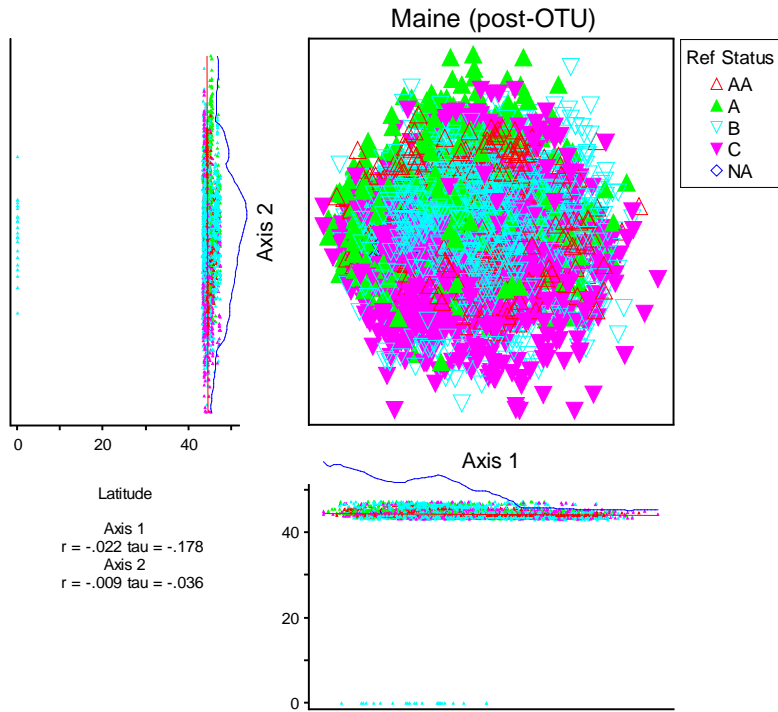 Maine (post-OTU)
Ref Status
AA
A
B
C
NA
Axis 2
0
20
40
Axis 1
Latitude
Axis 1
r = -.022 tau = -.178
Axis 2
r = -.009 tau = -.036
40
20
0